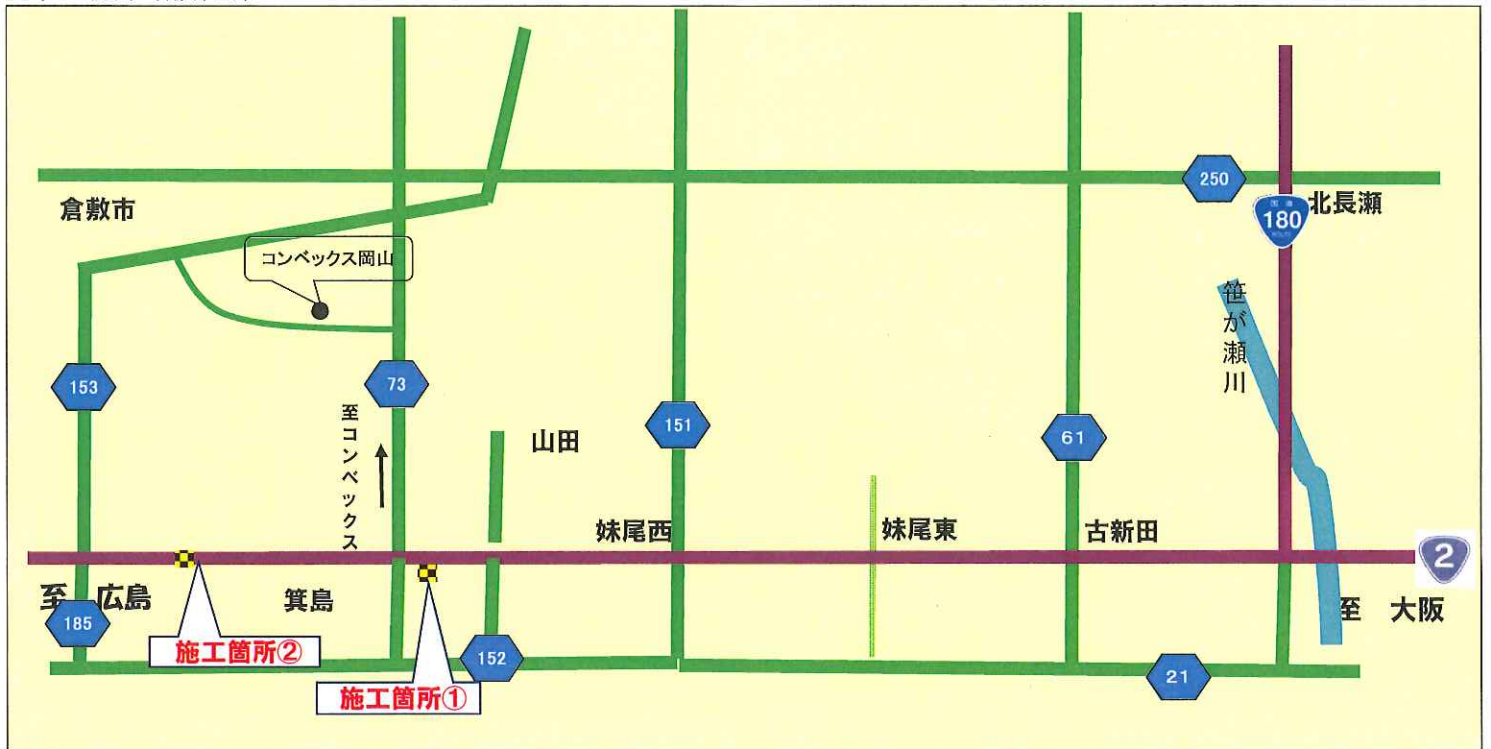 250
国道
180
ROUTE
北長瀬
倉敷市
コンベックス岡山
笹が瀬川
153
73
至コンベックス
山田
151
61
妹尾西
妹尾東
古新田
2
至 広島
箕島
至 大阪
185
施工箇所②
152
施工箇所①
21